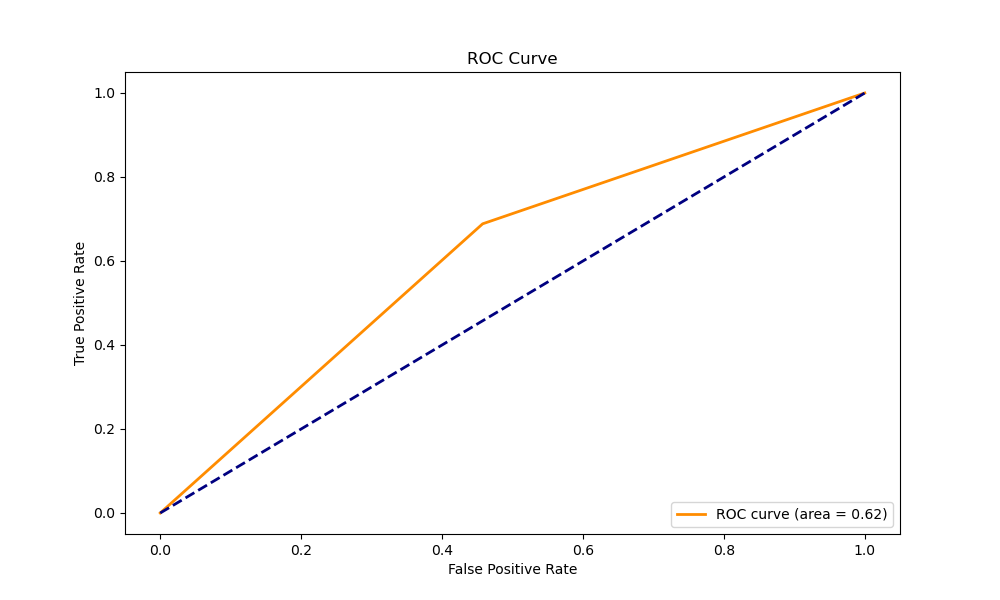 ROC Curve
True Positive Rate
1.0
0.8
0.6
0.4
0.2
0.0
0.0 0.2 0.4 0.6 0.8 1.0
False Positive Rate
ROC curve (area = 0.62)